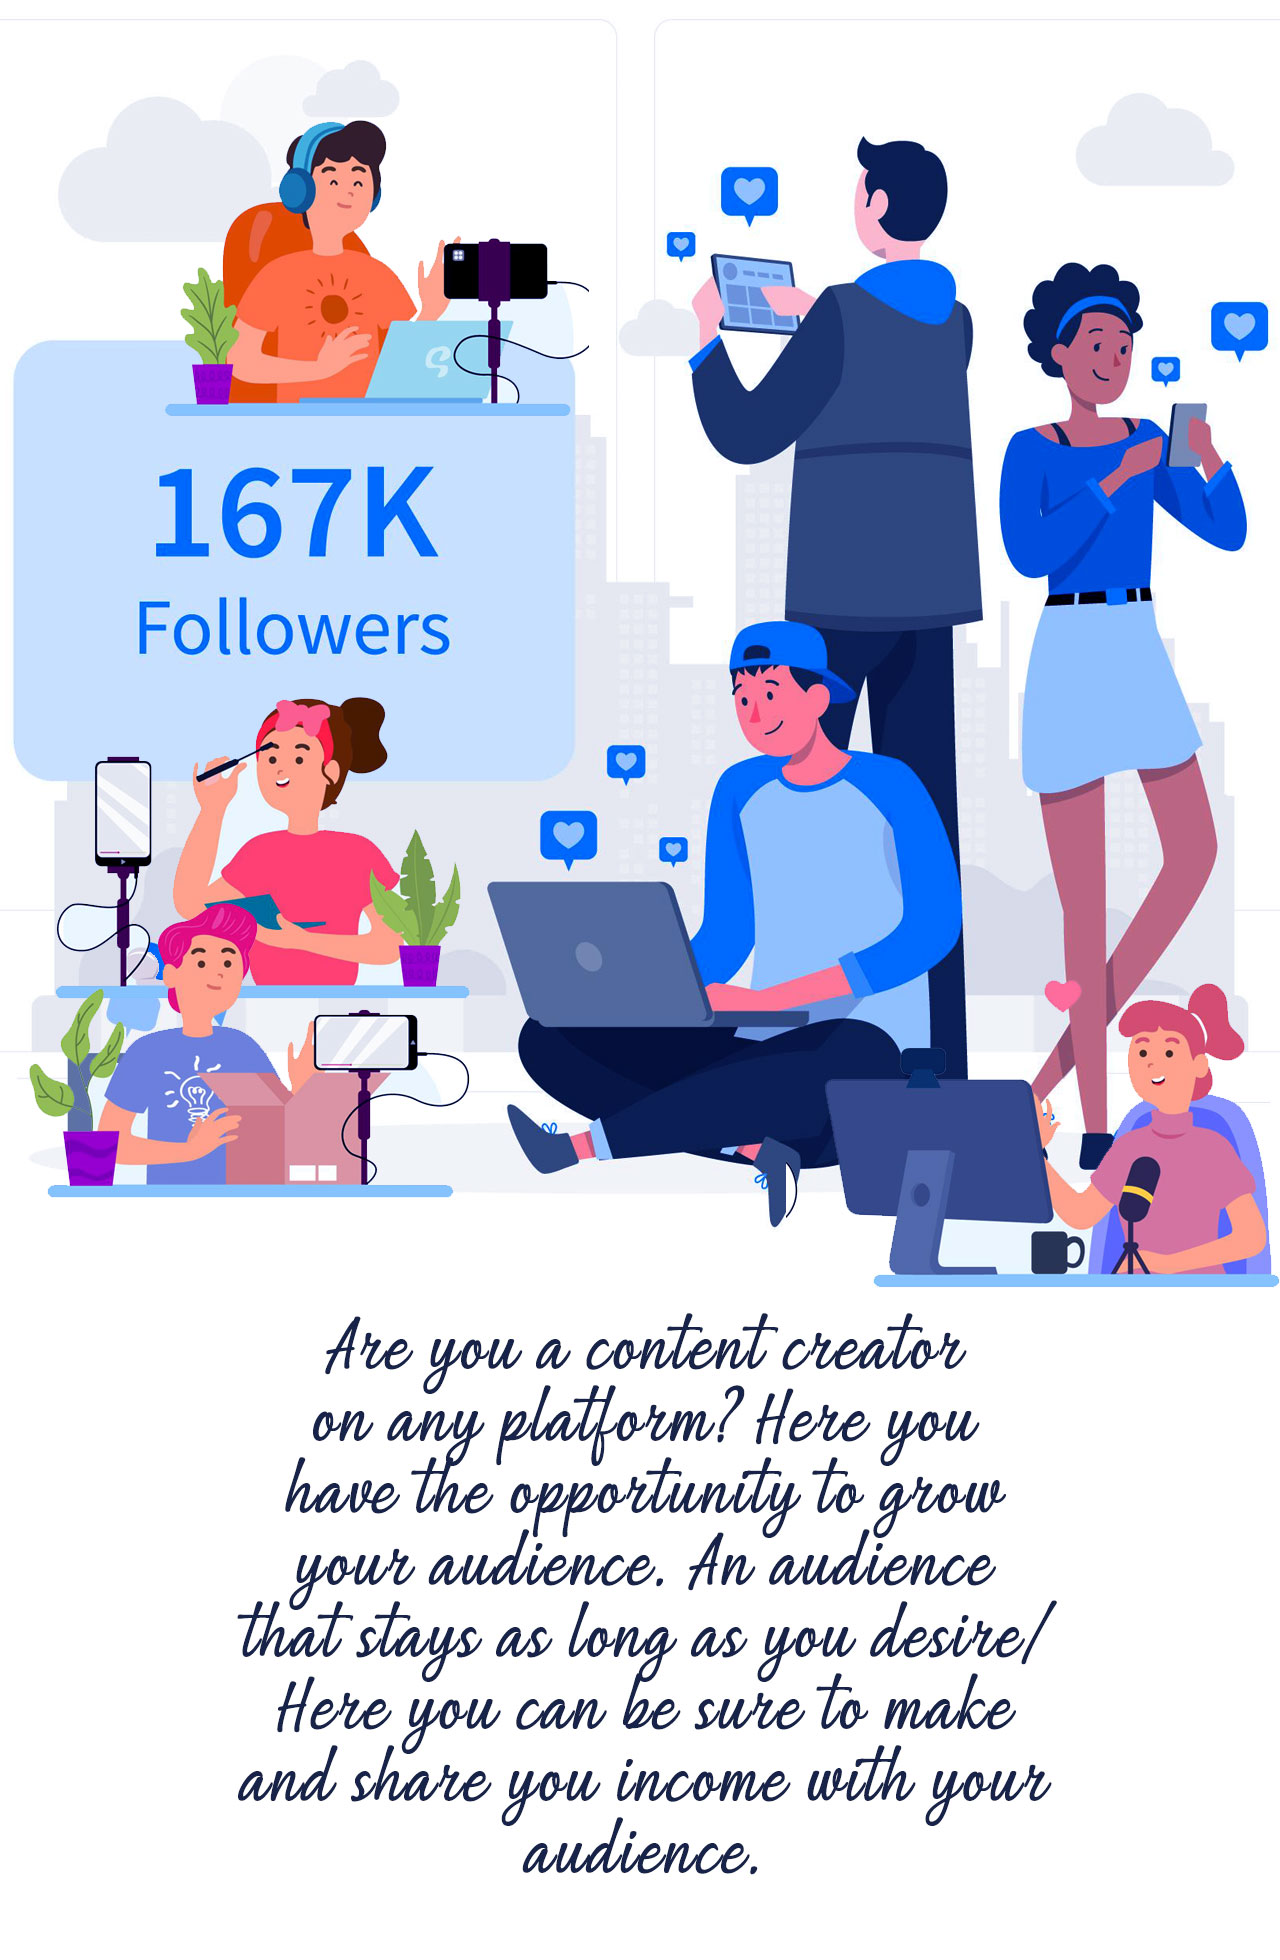 167K
Followers
Are you a content creator
on any platform? Here you
have the opportunity to grow
your audience. An audience
that stays as long as you desire/
Here you can be sure to make
and share you income with your
audience.